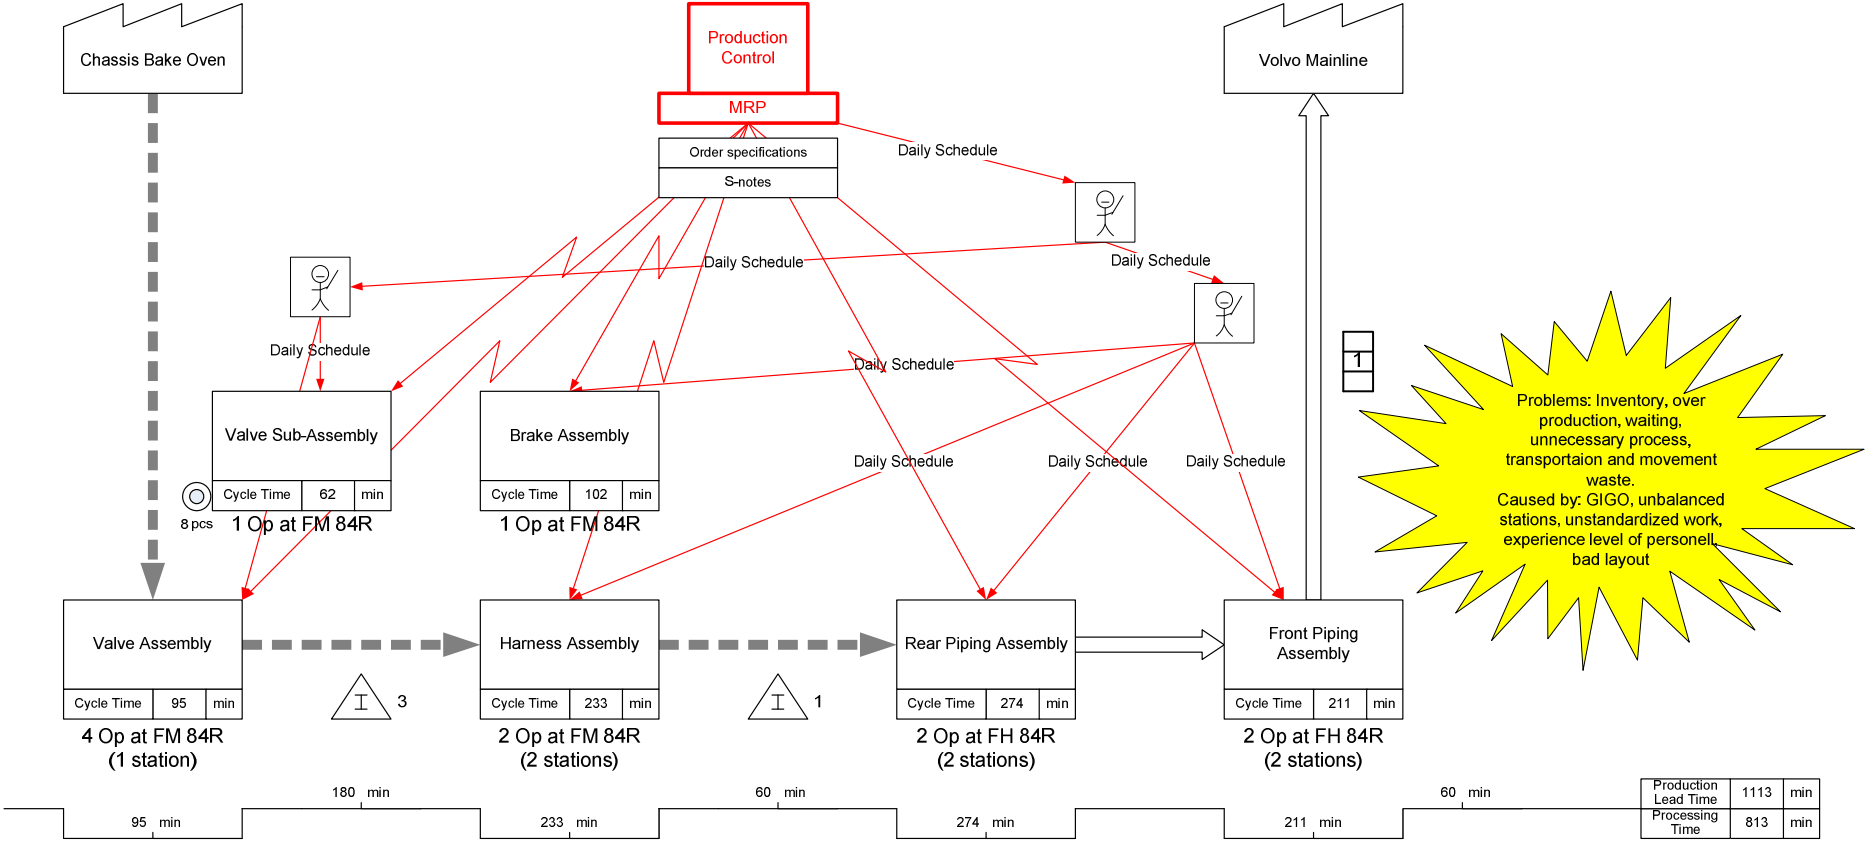 Chassis Bake Oven
Production
Control
MRP
Volvo Mainline
Order specifications
S-notes
Daily Schedule
Daily Schedule
Daily Schedule
Daily Schedule
Daily Schedule
1
Valve Sub-Assembly
Cycle Time 62 min
8 pcs
1 Op at FM 84R
Brake Assembly
Cycle Time 102 min
1 Op at FM 84R
Daily Schedule
Daily Schedule
Daily Schedule
Problems: Inventory, over
production, waiting,
unnecessary process,
transportaion and movement
waste.
Caused by: GIGO, unbalanced
stations, unstandardized work,
experience level of personell,
bad layout
Valve Assembly
Cycle Time 95 min
4 Op at FM 84R
(1 station)
I
3
Harness Assembly
Cycle Time 233 min
2 Op at FM 84R
(2 stations)
I
1
Rear Piping Assembly
Cycle Time 274 min
2 Op at FH 84R
(2 stations)
Front Piping
Assembly
Cycle Time 211 min
2 Op at FH 84R
(2 stations)
95 min
180 min
233 min
60 min
274 min
211 min
60 min
Production
Lead Time 1113 min
Processing
Time 813 min